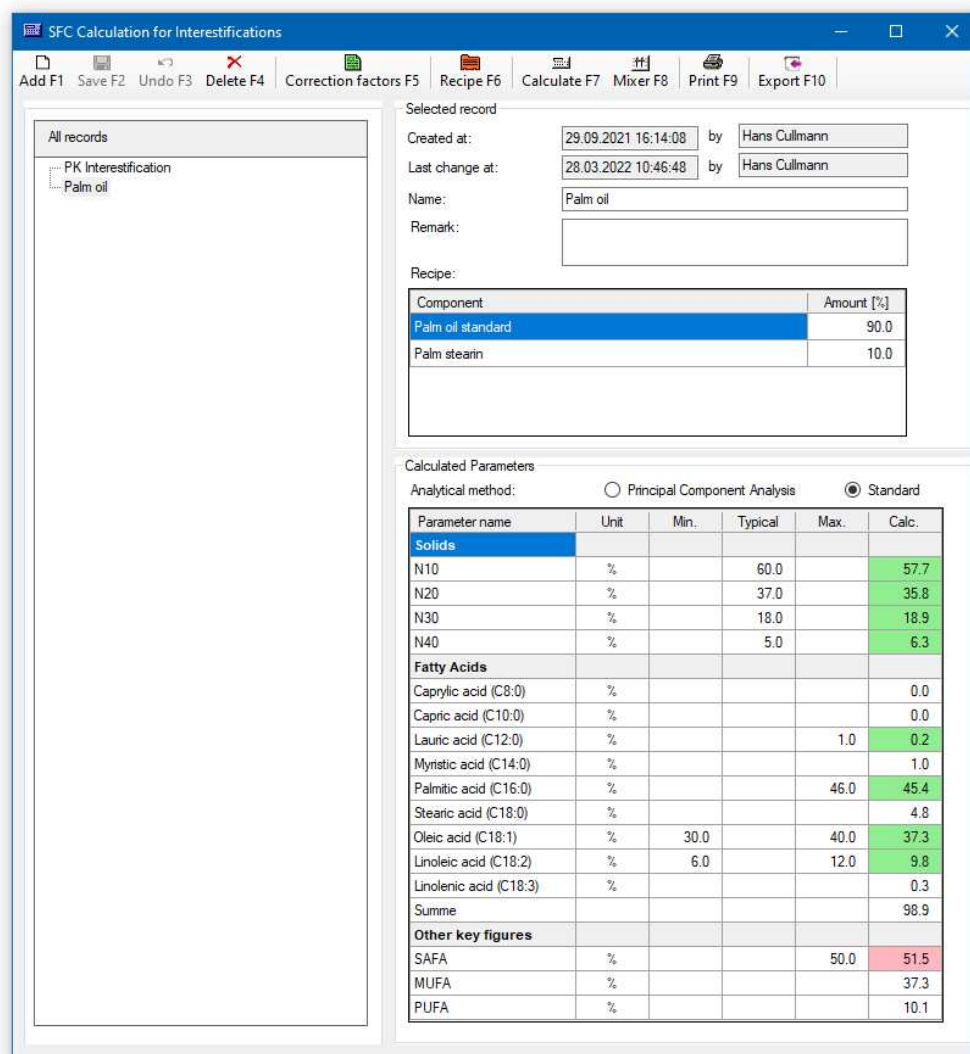 SFC Calculation for Interestifications
Add F1 Save F2 Undo F3 Delete F4 Correction factors F5 Recipe F6 Calculate F7 Mixer F8 Print F9 Export F10
All records
PK Interestification
Palm oil
Selected record
Created at: 29.09.2021 16:14:08 by Hans Cullmann
Last change at: 28.03.2022 10:46:48 by Hans Cullmann
Name: Palm oil
Remark:
Recipe:
Component Amount [%]
Palm oil standard 90.0
Palm stearin 10.0
Calculated Parameters
Analytical method: Principal Component Analysis Standard
Parameter name Unit Min. Typical Max. Calc.
Solids
N10 % 60.0 57.7
N20 % 37.0 35.8
N30 % 18.0 18.9
N40 % 5.0 6.3
Fatty Acids
Caprylic acid (C8:0) % 0.0
Capric acid (C10:0) % 0.0
Lauric acid (C12:0) % 1.0 0.2
Myristic acid (C14:0) % 1.0
Palmitic acid (C16:0) % 46.0 45.4
Stearic acid (C18:0) % 4.8
Oleic acid (C18:1) % 30.0 40.0 37.3
Linoleic acid (C18:2) % 6.0 12.0 9.8
Linolenic acid (C18:3) % 0.3
Summe 98.9
Other key figures
SAFA % 50.0 51.5
MUFA % 37.3
PUFA % 10.1